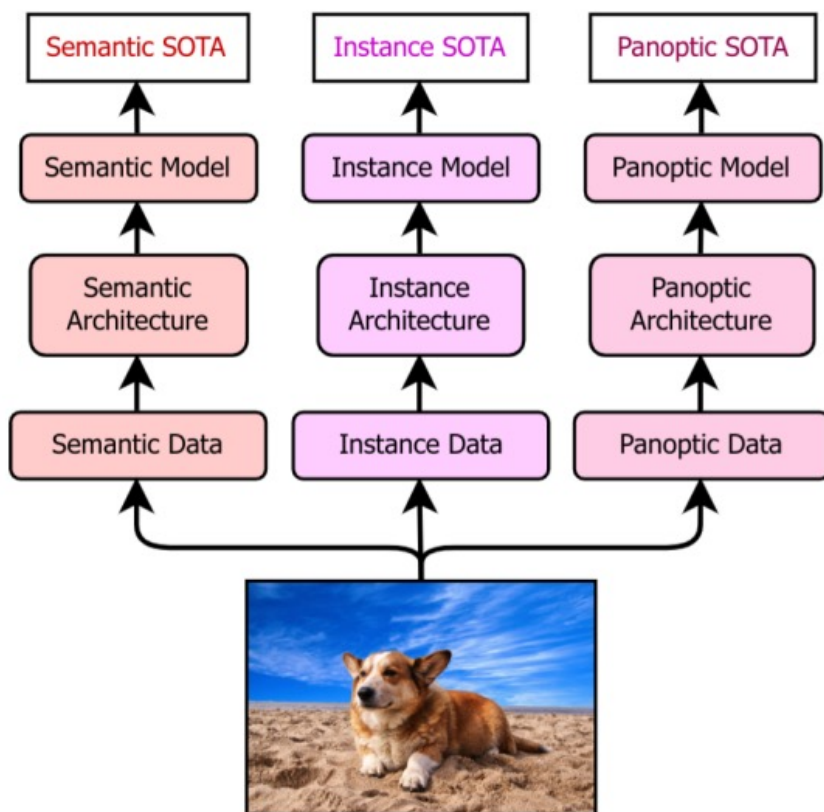 Semantic SOTA
Instance SOTA
Panoptic SOTA
Semantic Model
Instance Model
Panoptic Model
Semantic
Architecture
Instance
Architecture
Panoptic
Architecture
Semantic Data
Instance Data
Panoptic Data